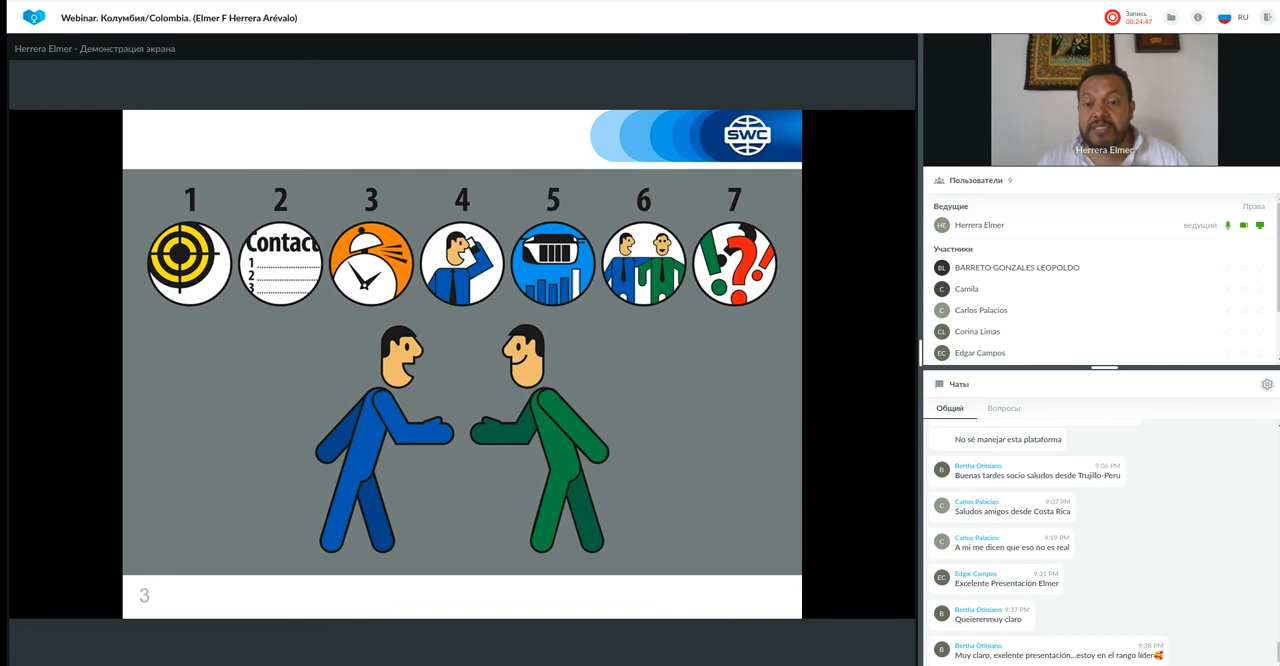 Webinar. Колумбия/Colombia. (Elmer F Herrera Arévalo)
Запись
00:24:47
RU
Herrera Elmer - Демонстрация экрана
SWC
1 2 3 4 5 6 7
Contact
1
2
3
3
Herrera Elmer
Пользователи 9
Ведущие Права
HE Herrera Elmer ведущий
Участники
BL BARRETO GONZALES LEOPOLDO
C Camila
C Carlos Palacios
CL Corina Limas
EC Edgar Campos
Чаты
Общий Вопросы
No sé manejar esta plataforma
B Bertha Otiniano 9:06 PM
Buenas tardes socio saludos desde Trujillo-Peru
C Carlos Palacios 9:07 PM
Saludos amigos desde Costa Rica
C Carlos Palacios 9:19 PM
A mi me dicen que eso no es real
EC Edgar Campos 9:31 PM
Excelente Presentación Elmer
B Bertha Otiniano 9:37 PM
Queierenmuy claro
B Bertha Otiniano 9:38 PM
Muy claro, exelente presentación...estoy en el rango líder🥰